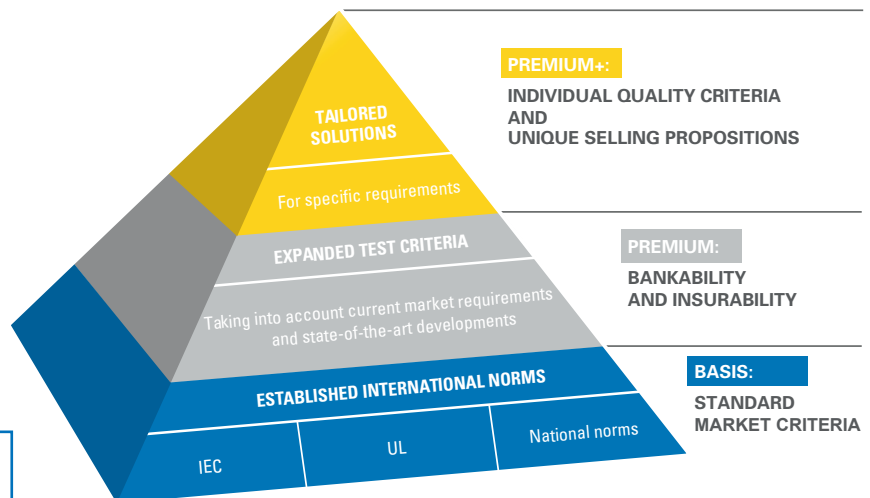 PREMIUM+:
INDIVIDUAL QUALITY CRITERIA
AND
UNIQUE SELLING PROPOSITIONS
TAILORED
SOLUTIONS
For specific requirements
PREMIUM:
BANKABILITY
AND INSURABILITY
EXPANDED TEST CRITERIA
Taking into account current market requirements
and state-of-the-art developments
BASIS:
STANDARD
MARKET CRITERIA
ESTABLISHED INTERNATIONAL NORMS
IEC
UL
National norms